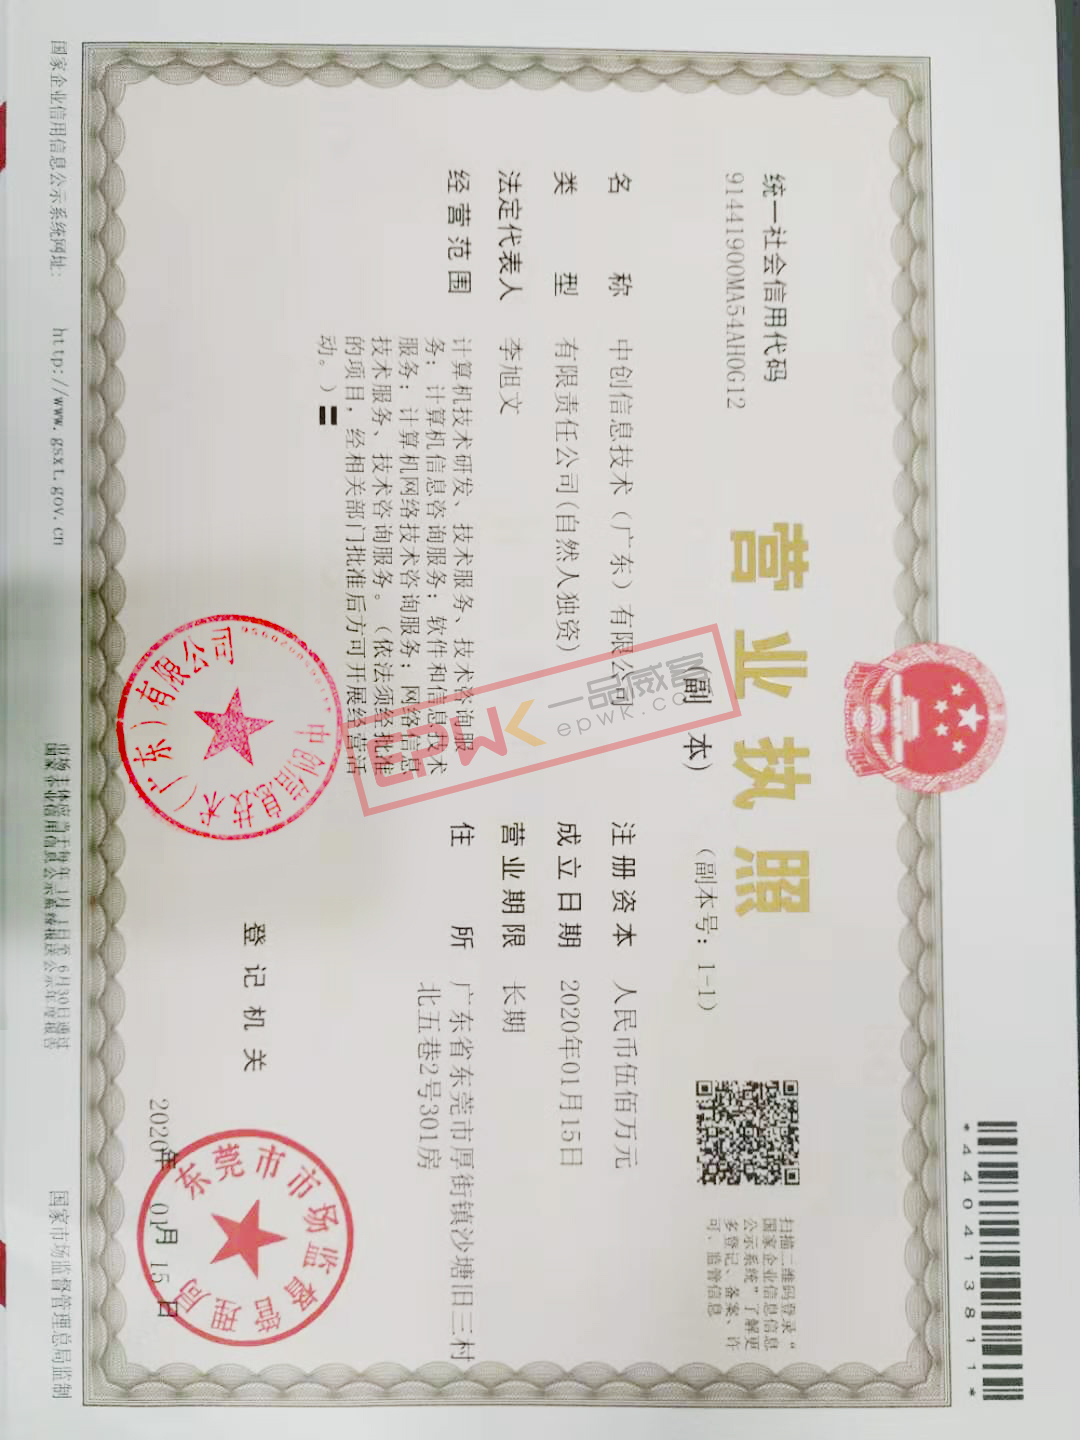 *440413811*
统一社会信用代码
91441900MA54AH0G12
营业执照
(副 本)
(副本号：1-1)
扫描二维码登录"
国家企业信用信息
公示系统"了解更
多登记、备案、许
可、监管信息
名 称 中创信息技术（广东）有限公司
类 型 有限责任公司(自然人独资)
法定代表人 李旭文
经营范围 计算机技术研发、技术服务、技术咨询服
务；计算机信息咨询服务；软件和信息技术
服务；计算机网络技术咨询服务；网络信息
技术服务、技术咨询服务。（依法须经批准
的项目，经相关部门批准后方可开展经营活
动。）
注册资本 人民币伍佰万元
成立日期 2020年01月15日
营业期限 长期
住 所 广东省东莞市厚街镇沙塘旧三村
北五巷2号301房
EPWK 一品威客
epwk.com
中创信息技术（广东）有限公司
登记机关
东莞市市场监督管理局
2020年 01月 15日
国家企业信用信息公示系统网址：
http://www.gsxt.gov.cn
市场主体应当于每年1月1日至6月30日通过
国家企业信用信息公示系统报送公示年度报告
国家市场监督管理总局监制